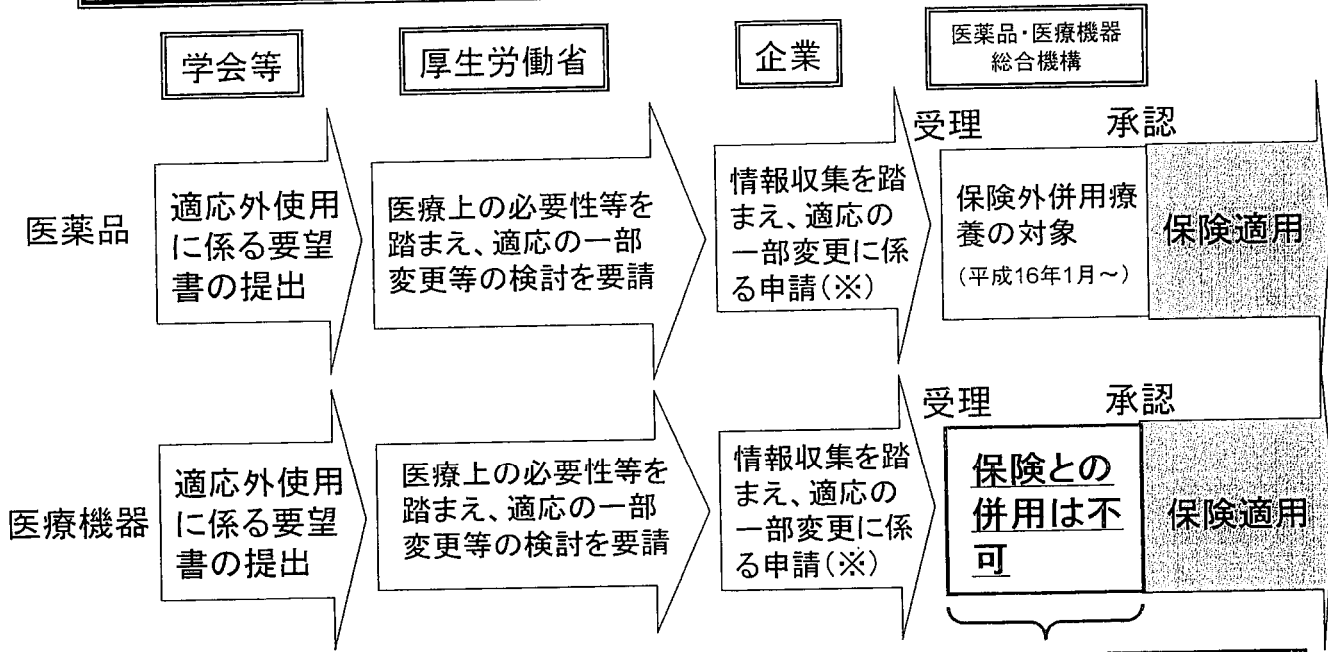 学会等
厚生労働省
企業
医薬品・医療機器
総合機構
受理
承認
医薬品
適応外使用
に係る要望
書の提出
医療上の必要性等を
踏まえ、適応の一部
変更等の検討を要請
情報収集を踏
まえ、適応の
一部変更に係
る申請(※)
保険外併用療
養の対象
(平成16年1月~)
保険適用
受理
承認
医療機器
適応外使用
に係る要望
書の提出
医療上の必要性等を
踏まえ、適応の一部
変更等の検討を要請
情報収集を踏
まえ、適応の
一部変更に係
る申請(※)
保険との
併用は不
可
保険適用